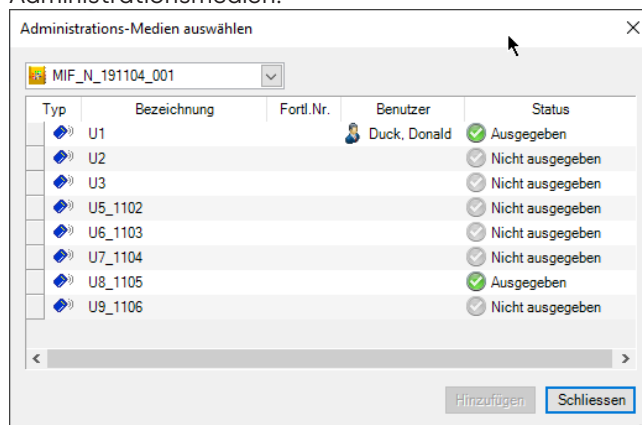 Administrationsmedien.
Administrations-Medien auswählen
MIF_N_191104_001
Typ Bezeichnung Fortl.Nr. Benutzer Status
U1 Duck, Donald Ausgegeben
U2 Nicht ausgegeben
U3 Nicht ausgegeben
U5_1102 Nicht ausgegeben
U6_1103 Nicht ausgegeben
U7_1104 Nicht ausgegeben
U8_1105 Ausgegeben
U9_1106 Nicht ausgegeben
Hinzufügen Schliessen